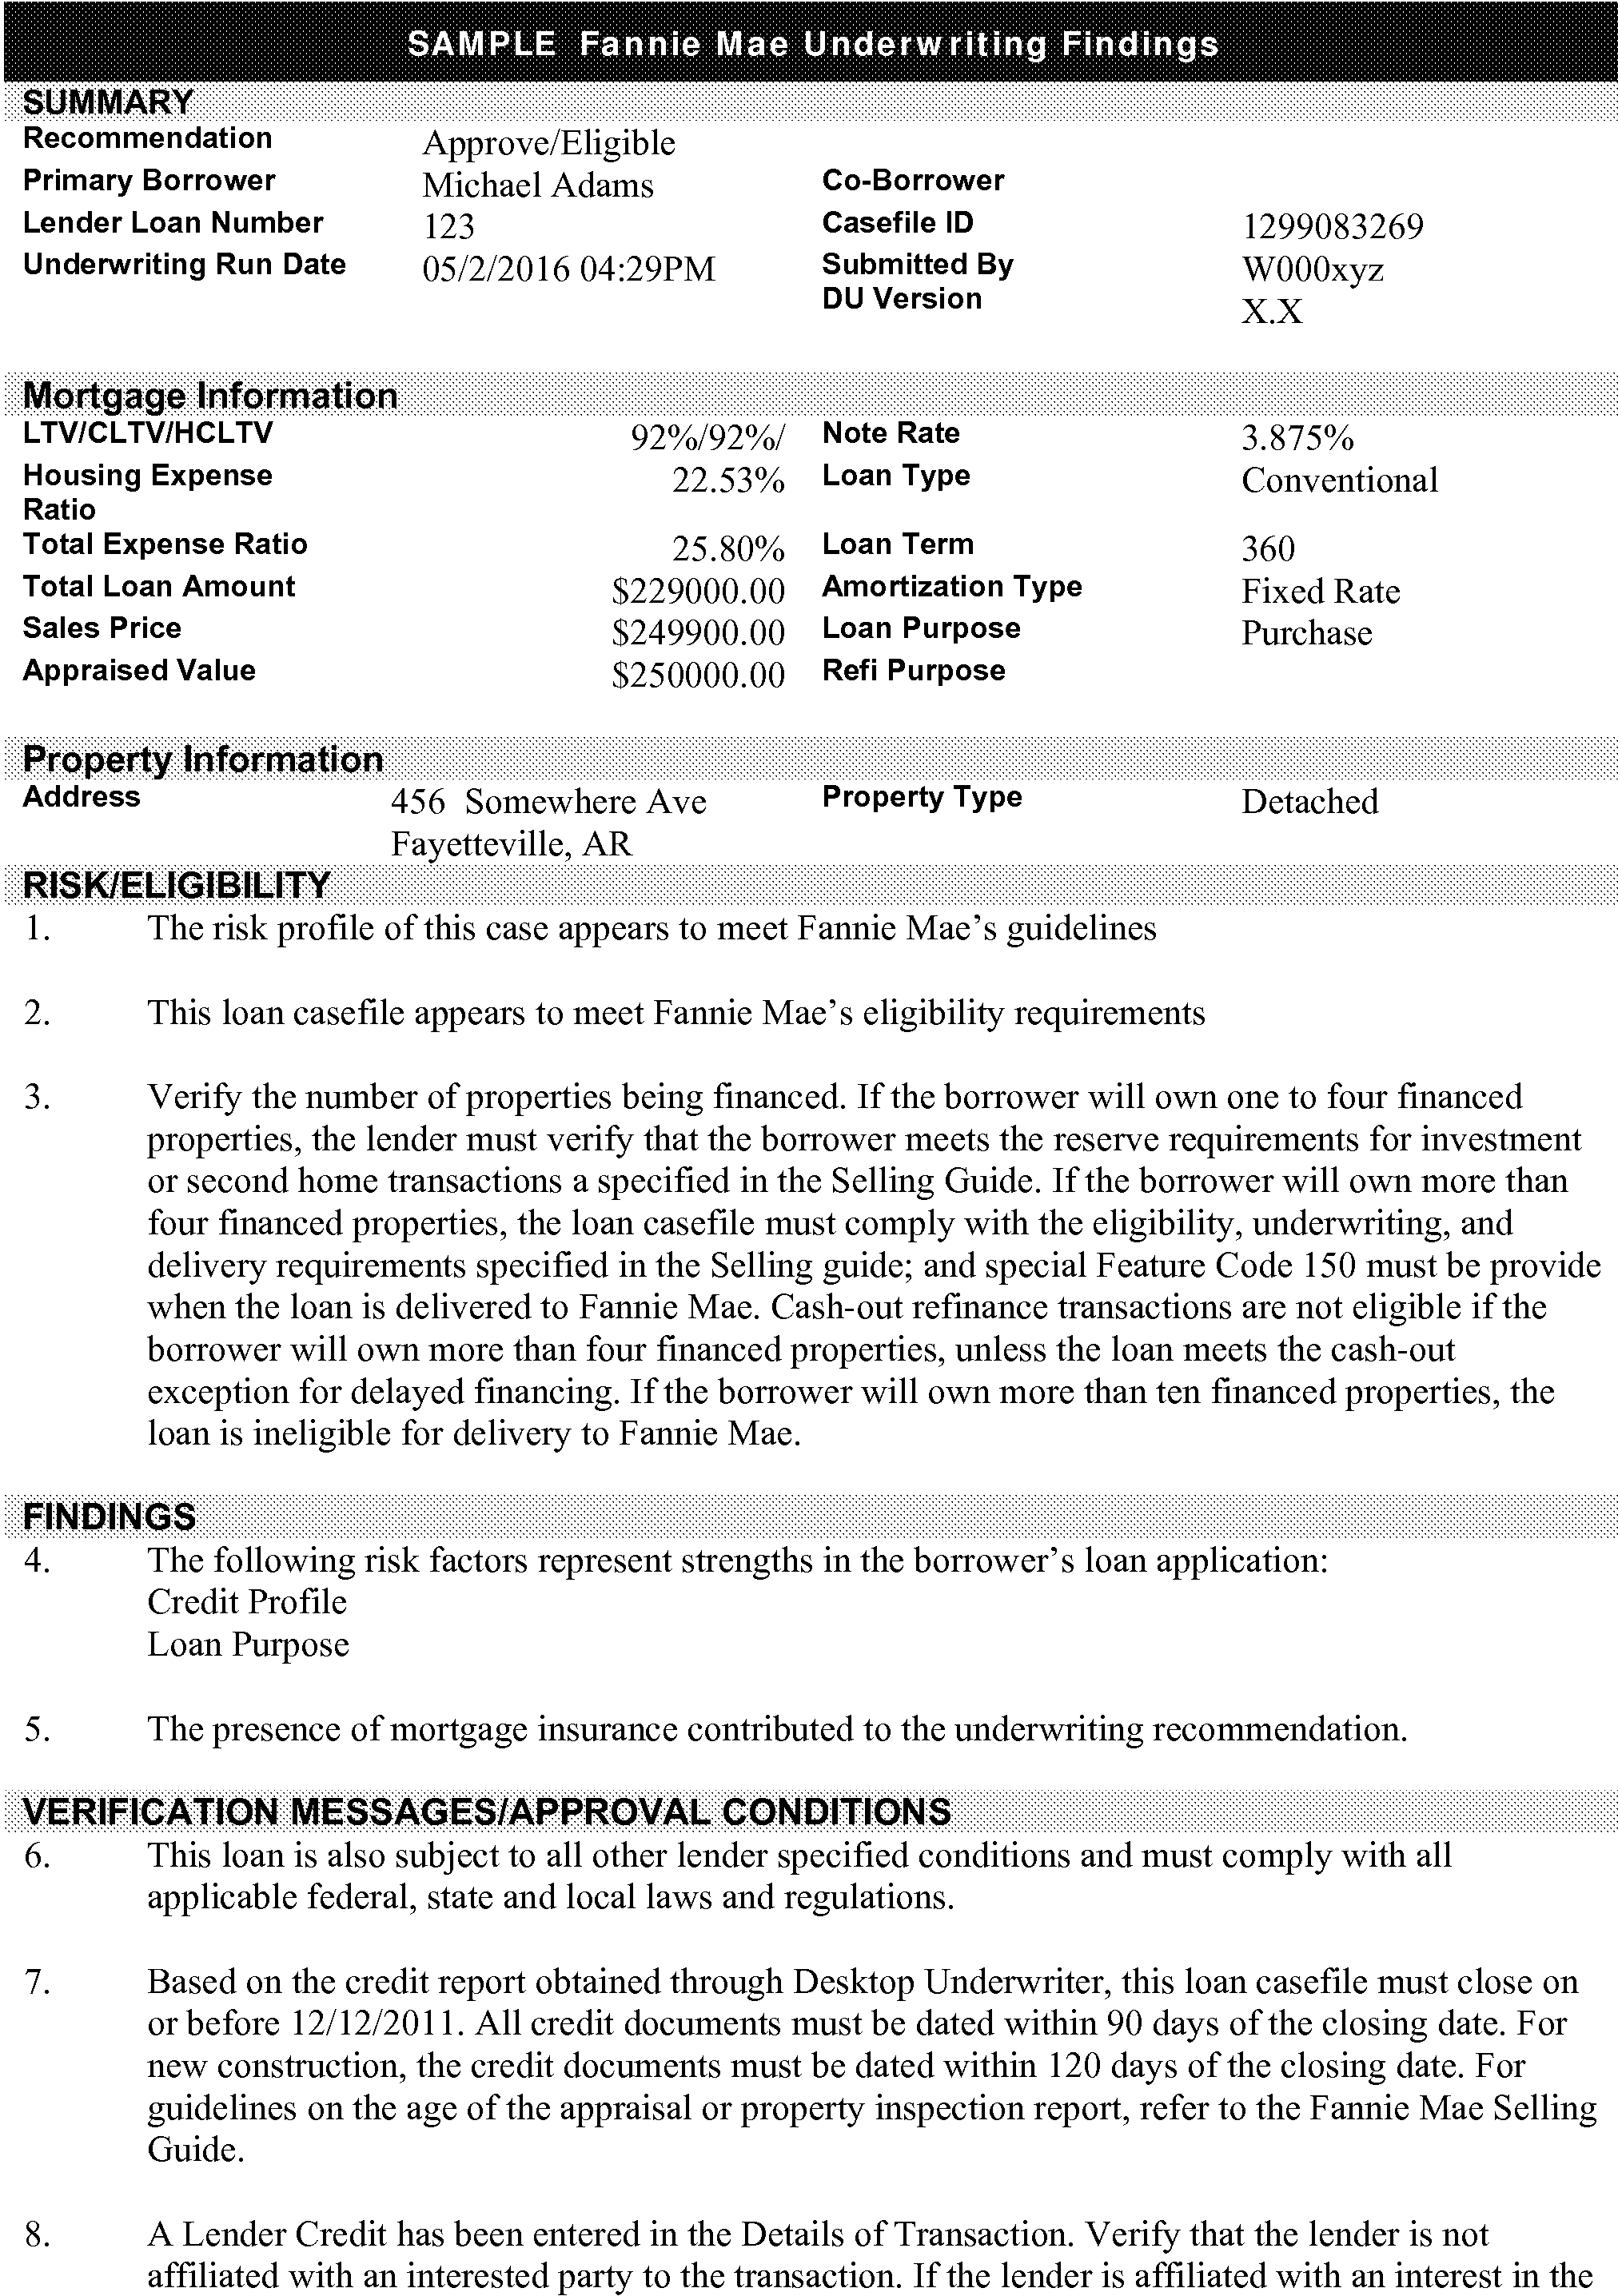 SAMPLE Fannie Mae Underwriting Findings
SUMMARY
Recommendation Approve/Eligible
Primary Borrower Michael Adams Co-Borrower
Lender Loan Number 123 Casefile ID 1299083269
Underwriting Run Date 05/2/2016 04:29PM Submitted By W000xyz
DU Version X.X
Mortgage Information
LTV/CLTV/HCLTV 92%/92%/ Note Rate 3.875%
Housing Expense 22.53% Loan Type Conventional
Ratio
Total Expense Ratio 25.80% Loan Term 360
Total Loan Amount $229000.00 Amortization Type Fixed Rate
Sales Price $249900.00 Loan Purpose Purchase
Appraised Value $250000.00 Refi Purpose
Property Information
Address 456 Somewhere Ave Property Type Detached
Fayetteville, AR
RISK/ELIGIBILITY
1. The risk profile of this case appears to meet Fannie Mae’s guidelines
2. This loan casefile appears to meet Fannie Mae’s eligibility requirements
3. Verify the number of properties being financed. If the borrower will own one to four financed
properties, the lender must verify that the borrower meets the reserve requirements for investment
or second home transactions a specified in the Selling Guide. If the borrower will own more than
four financed properties, the loan casefile must comply with the eligibility, underwriting, and
delivery requirements specified in the Selling guide; and special Feature Code 150 must be provide
when the loan is delivered to Fannie Mae. Cash-out refinance transactions are not eligible if the
borrower will own more than four financed properties, unless the loan meets the cash-out
exception for delayed financing. If the borrower will own more than ten financed properties, the
loan is ineligible for delivery to Fannie Mae.
FINDINGS
4. The following risk factors represent strengths in the borrower’s loan application:
Credit Profile
Loan Purpose
5. The presence of mortgage insurance contributed to the underwriting recommendation.
VERIFICATION MESSAGES/APPROVAL CONDITIONS
6. This loan is also subject to all other lender specified conditions and must comply with all
applicable federal, state and local laws and regulations.
7. Based on the credit report obtained through Desktop Underwriter, this loan casefile must close on
or before 12/12/2011. All credit documents must be dated within 90 days of the closing date. For
new construction, the credit documents must be dated within 120 days of the closing date. For
guidelines on the age of the appraisal or property inspection report, refer to the Fannie Mae Selling
Guide.
8. A Lender Credit has been entered in the Details of Transaction. Verify that the lender is not
affiliated with an interested party to the transaction. If the lender is affiliated with an interest in the